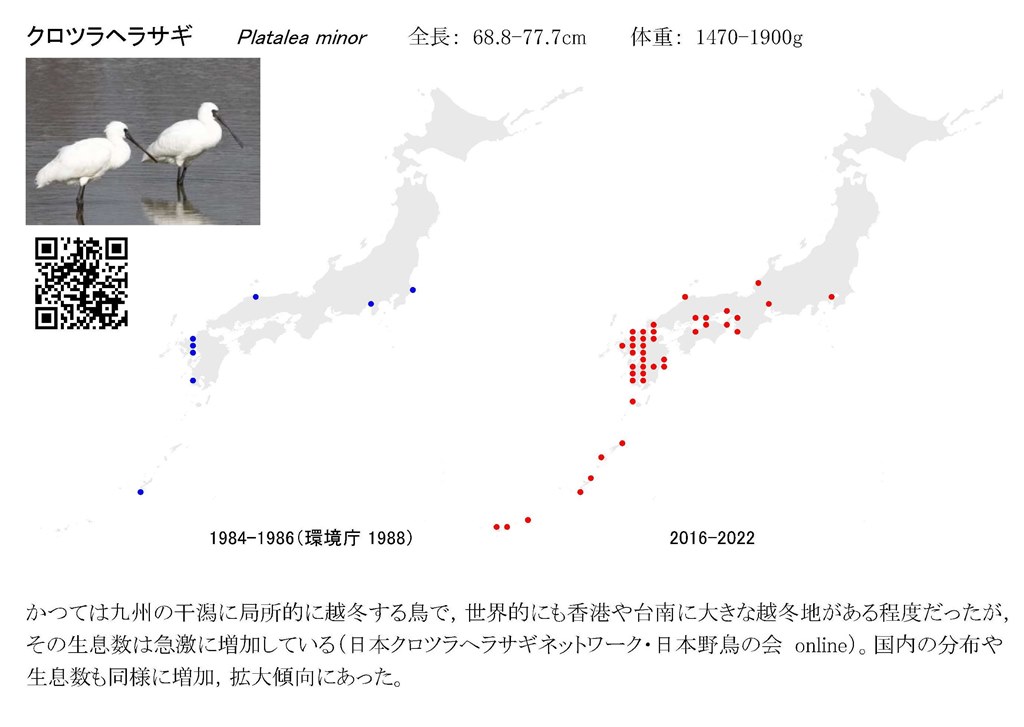 クロツラヘラサギ Platalea minor 全長： 68.8-77.7cm 体重： 1470-1900g
1984-1986（環境庁 1988） 2016-2022
かつては九州の干潟に局所的に越冬する鳥で，世界的にも香港や台南に大きな越冬地がある程度だったが，
その生息数は急激に増加している（日本クロツラヘラサギネットワーク・日本野鳥の会 online）。国内の分布や
生息数も同様に増加，拡大傾向にあった。